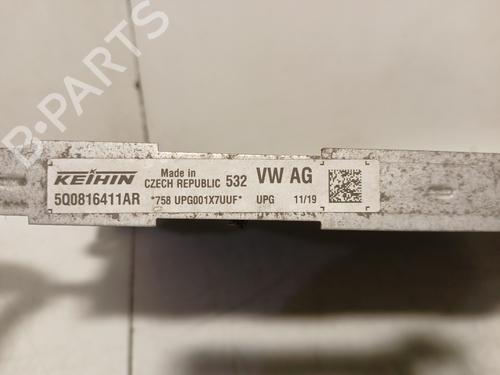 B-PARTS
KEIHIN Made in CZECH REPUBLIC 532 VW AG
5Q0816411AR *758 UPG001X7UUF* UPG 11/19